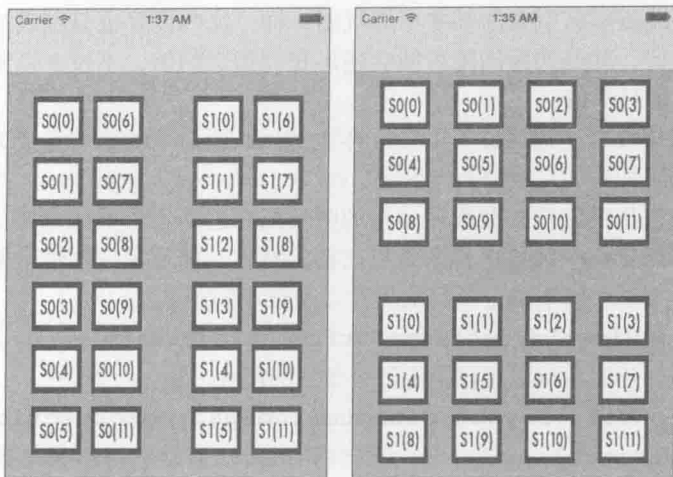 Carrier 1:37 AM
S0(0) S0(6) S1(0) S1(6)
S0(1) S0(7) S1(1) S1(7)
S0(2) S0(8) S1(2) S1(8)
S0(3) S0(9) S1(3) S1(9)
S0(4) S0(10) S1(4) S1(10)
S0(5) S0(11) S1(5) S1(11)
Carrier 1:35 AM
S0(0) S0(1) S0(2) S0(3)
S0(4) S0(5) S0(6) S0(7)
S0(8) S0(9) S0(10) S0(11)
S1(0) S1(1) S1(2) S1(3)
S1(4) S1(5) S1(6) S1(7)
S1(8) S1(9) S1(10) S1(11)